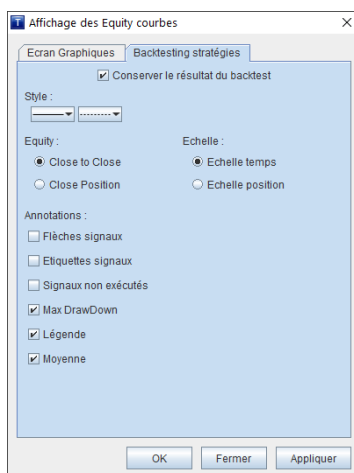 T Affichage des Equity courbes
Ecran Graphiques Backtesting stratégies
Conserver le résultat du backtest
Style :
Equity : Echelle :
Close to Close Echelle temps
Close Position Echelle position
Annotations :
Flèches signaux
Etiquettes signaux
Signaux non exécutés
Max DrawDown
Légende
Moyenne
OK Fermer Appliquer